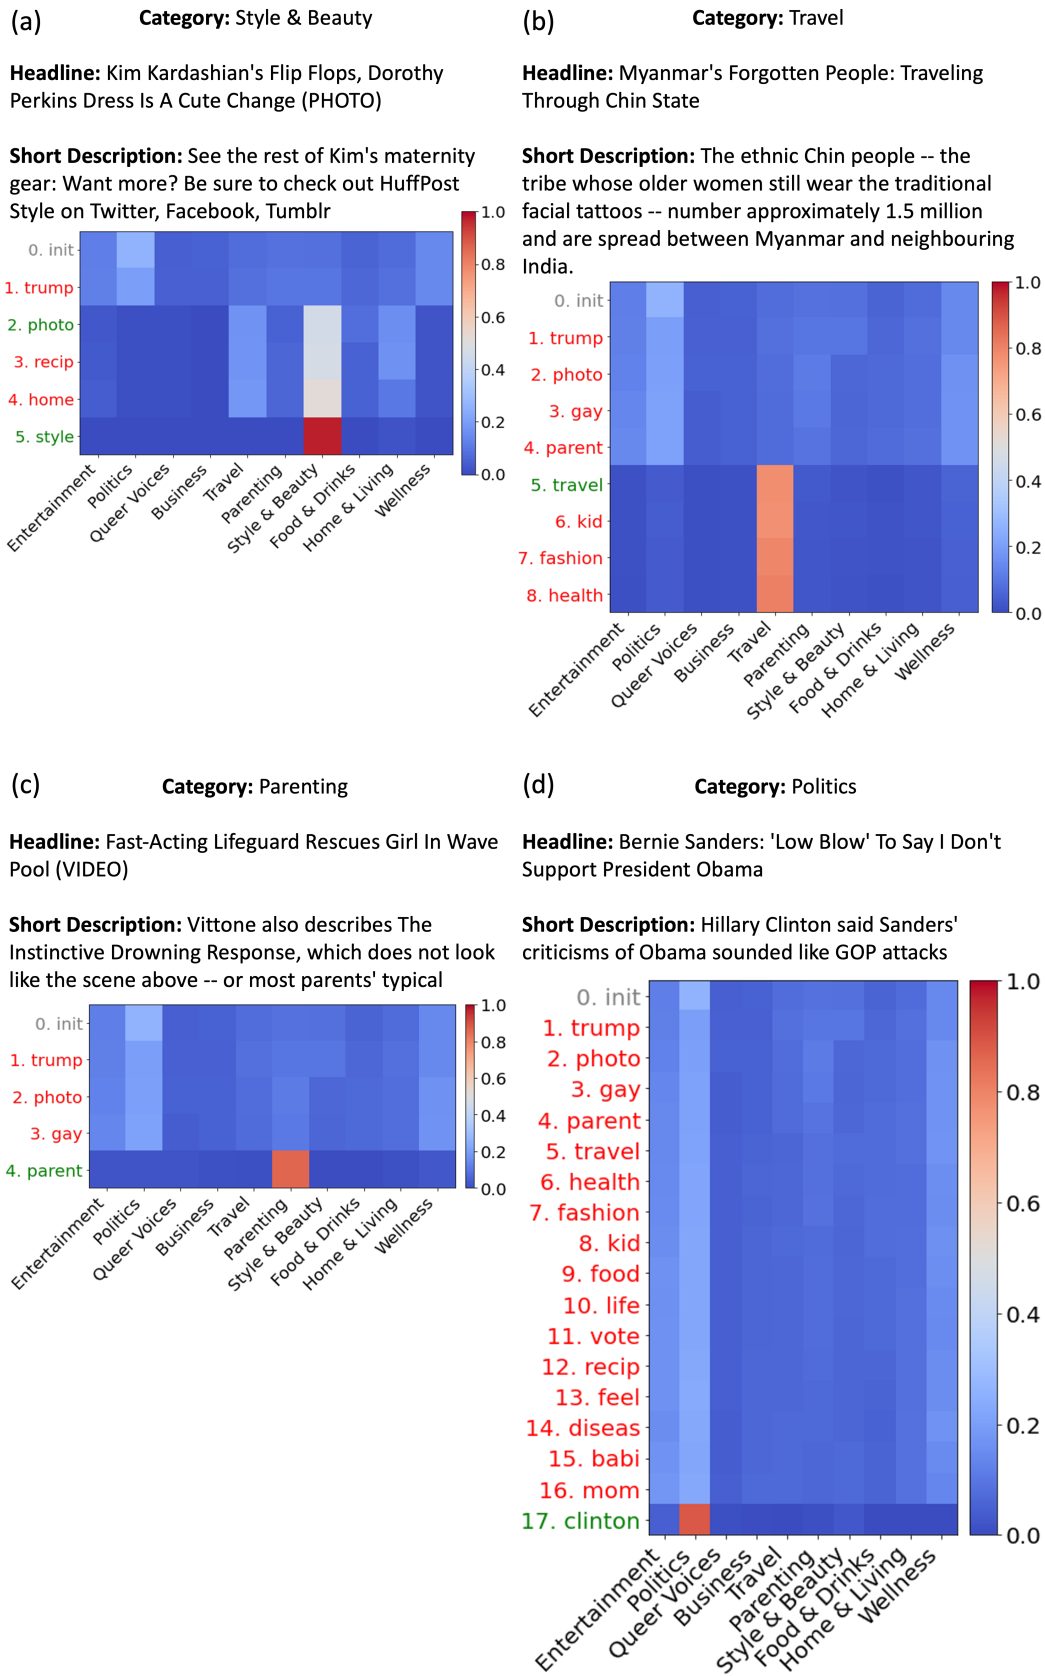 (a)
Category: Style & Beauty
Headline: Kim Kardashian's Flip Flops, Dorothy
Perkins Dress Is A Cute Change (PHOTO)
Short Description: See the rest of Kim's maternity
gear: Want more? Be sure to check out HuffPost
Style on Twitter, Facebook, Tumblr
0. init
1. trump
2. photo
3. recip
4. home
5. style
Entertainment
Politics
Queer Voices
Business
Travel
Parenting
Style & Beauty
Food & Drinks
Home & Living
Wellness
1.0
0.8
0.6
0.4
0.2
0.0
(b)
Category: Travel
Headline: Myanmar's Forgotten People: Traveling
Through Chin State
Short Description: The ethnic Chin people -- the
tribe whose older women still wear the traditional
facial tattoos -- number approximately 1.5 million
and are spread between Myanmar and neighbouring
India.
0. init
1. trump
2. photo
3. gay
4. parent
5. travel
6. kid
7. fashion
8. health
Entertainment
Politics
Queer Voices
Business
Travel
Parenting
Style & Beauty
Food & Drinks
Home & Living
Wellness
1.0
0.8
0.6
0.4
0.2
0.0
(c)
Category: Parenting
Headline: Fast-Acting Lifeguard Rescues Girl In Wave
Pool (VIDEO)
Short Description: Vittone also describes The
Instinctive Drowning Response, which does not look
like the scene above -- or most parents' typical
0. init
1. trump
2. photo
3. gay
4. parent
Entertainment
Politics
Queer Voices
Business
Travel
Parenting
Style & Beauty
Food & Drinks
Home & Living
Wellness
1.0
0.8
0.6
0.4
0.2
0.0
(d)
Category: Politics
Headline: Bernie Sanders: 'Low Blow' To Say I Don't
Support President Obama
Short Description: Hillary Clinton said Sanders'
criticisms of Obama sounded like GOP attacks
0. init
1. trump
2. photo
3. gay
4. parent
5. travel
6. health
7. fashion
8. kid
9. food
10. life
11. vote
12. recip
13. feel
14. diseas
15. babi
16. mom
17. clinton
Entertainment
Politics
Queer Voices
Business
Travel
Parenting
Style & Beauty
Food & Drinks
Home & Living
Wellness
1.0
0.8
0.6
0.4
0.2
0.0